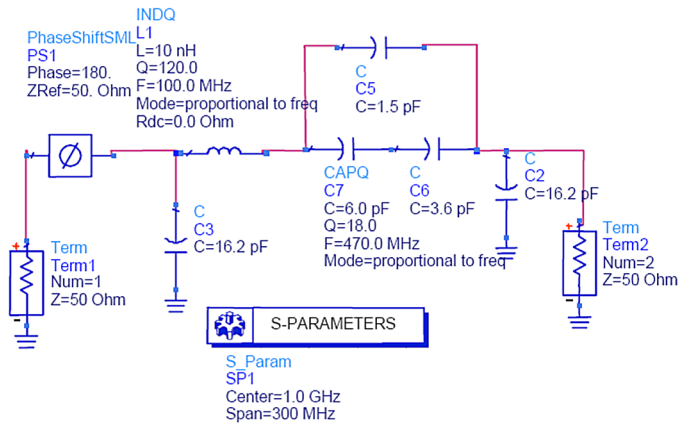 PhaseShiftSML
PS1
Phase=180.
ZRef=50. Ohm
INDQ
L1
L=10 nH
Q=120.0
F=100.0 MHz
Mode=proportional to freq
Rdc=0.0 Ohm
C
C5
C=1.5 pF
CAPQ
C7
C=6.0 pF
Q=18.0
F=470.0 MHz
Mode=proportional to freq
C
C6
C=3.6 pF
C
C2
C=16.2 pF
C
C3
C=16.2 pF
+
Term
Term1
Num=1
Z=50 Ohm
-
+
Term
Term2
Num=2
Z=50 Ohm
-
S-PARAMETERS
S_Param
SP1
Center=1.0 GHz
Span=300 MHz